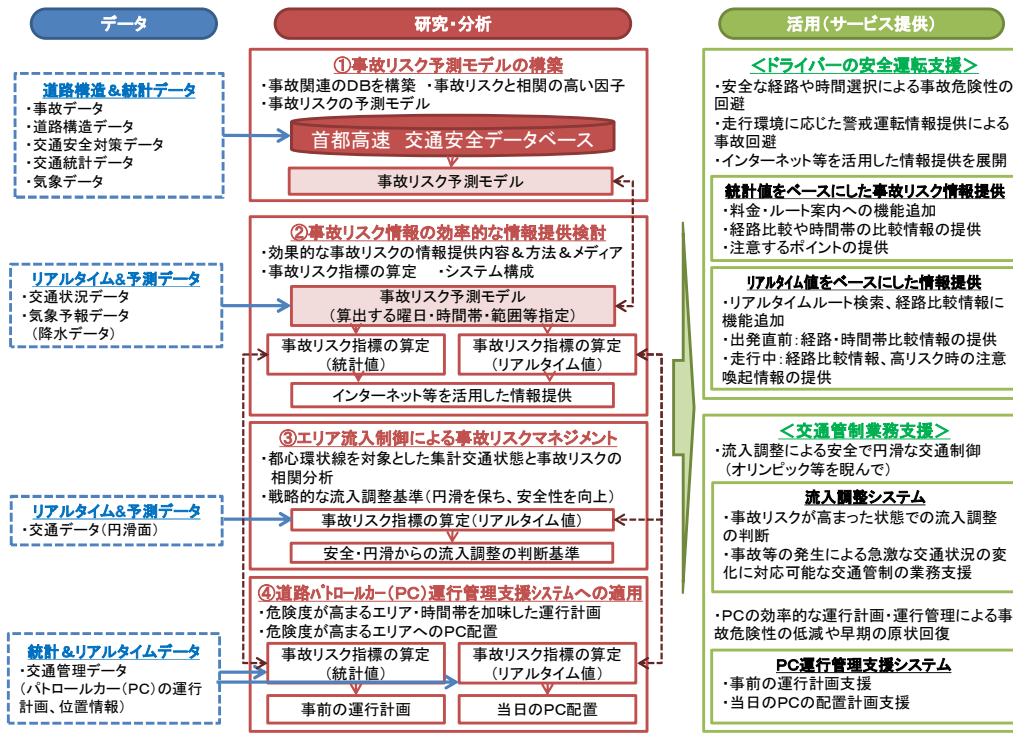 データ
道路構造&統計データ
・事故データ
・道路構造データ
・交通安全対策データ
・交通統計データ
・気象データ
リアルタイム&予測データ
・交通状況データ
・気象予報データ
(降水データ)
リアルタイム&予測データ
・交通データ(円滑面)
統計&リアルタイムデータ
・交通管理データ
(パトロールカー(PC)の運行
計画、位置情報)
研究・分析
①事故リスク予測モデルの構築
・事故関連のDBを構築 ・事故リスクと相関の高い因子
・事故リスクの予測モデル
首都高速 交通安全データベース
事故リスク予測モデル
②事故リスク情報の効率的な情報提供検討
・効果的な事故リスクの情報提供内容&方法&メディア
・事故リスク指標の算定 ・システム構成
事故リスク予測モデル
(算出する曜日・時間帯・範囲等指定)
事故リスク指標の算定
(統計値)
事故リスク指標の算定
(リアルタイム値)
インターネット等を活用した情報提供
③エリア流入制御による事故リスクマネジメント
・都心環状線を対象とした集計交通状態と事故リスクの
相関分析
・戦略的な流入調整基準(円滑を保ち、安全性を向上)
事故リスク指標の算定(リアルタイム値)
安全・円滑からの流入調整の判断基準
④道路パトロールカー(PC)運行管理支援システムへの適用
・危険度が高まるエリア・時間帯を加味した運行計画
・危険度が高まるエリアへのPC配置
事故リスク指標の算定
(統計値)
事故リスク指標の算定
(リアルタイム値)
事前の運行計画
当日のPC配置
活用(サービス提供)
<ドライバーの安全運転支援>
・安全な経路や時間選択による事故危険性の
回避
・走行環境に応じた警戒運転情報提供による
事故回避
・インターネット等を活用した情報提供を展開
統計値をベースにした事故リスク情報提供
・料金・ルート案内への機能追加
・経路比較や時間帯の比較情報の提供
・注意するポイントの提供
リアルタイム値をベースにした情報提供
・リアルタイムルート検索、経路比較情報に
機能追加
・出発直前:経路・時間帯比較情報の提供
・走行中:経路比較情報、高リスク時の注意
喚起情報の提供
<交通管制業務支援>
・流入調整による安全で円滑な交通制御
(オリンピック等を睨んで)
流入調整システム
・事故リスクが高まった状態での流入調整
の判断
・事故等の発生による急激な交通状況の変
化に対応可能な交通管制の業務支援
・PCの効率的な運行計画・運行管理による事
故危険性の低減や早期の原状回復
PC運行管理支援システム
・事前の運行計画支援
・当日のPCの配置計画支援